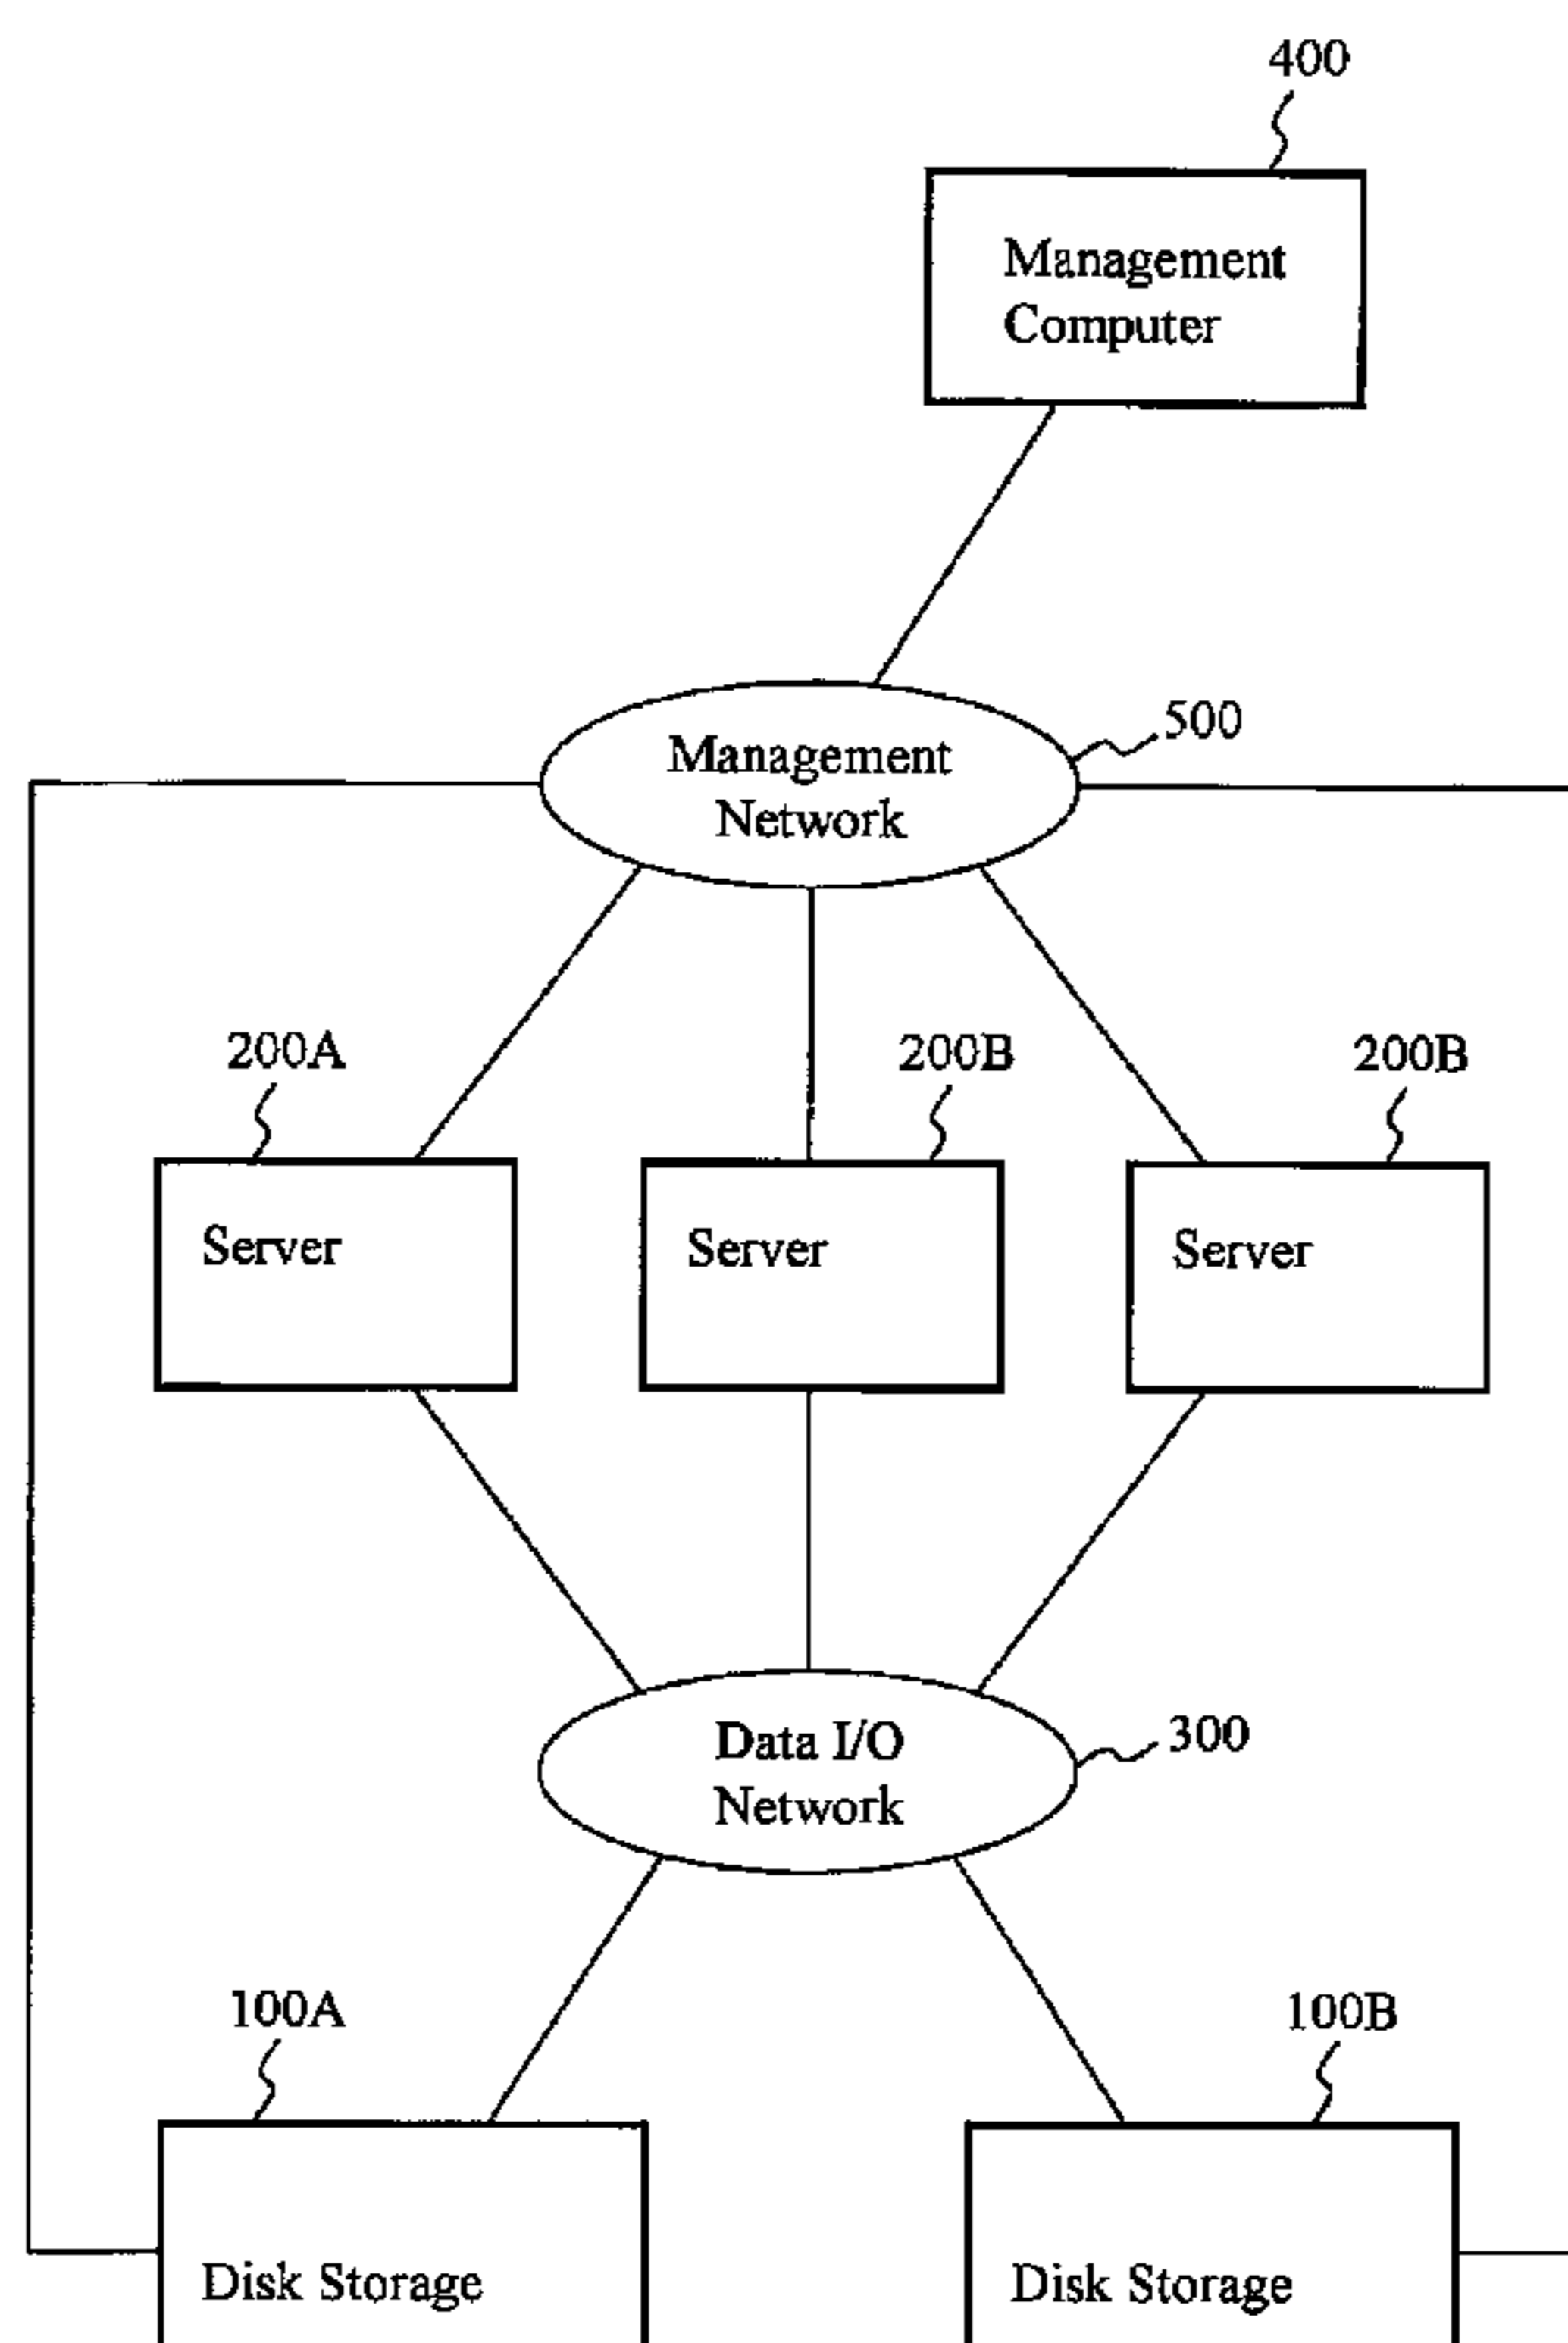 400
Management
Computer
500
Management
Network
200A
200B
200B
Server
Server
Server
Data I/O
Network
300
100A
100B
Disk Storage
Disk Storage